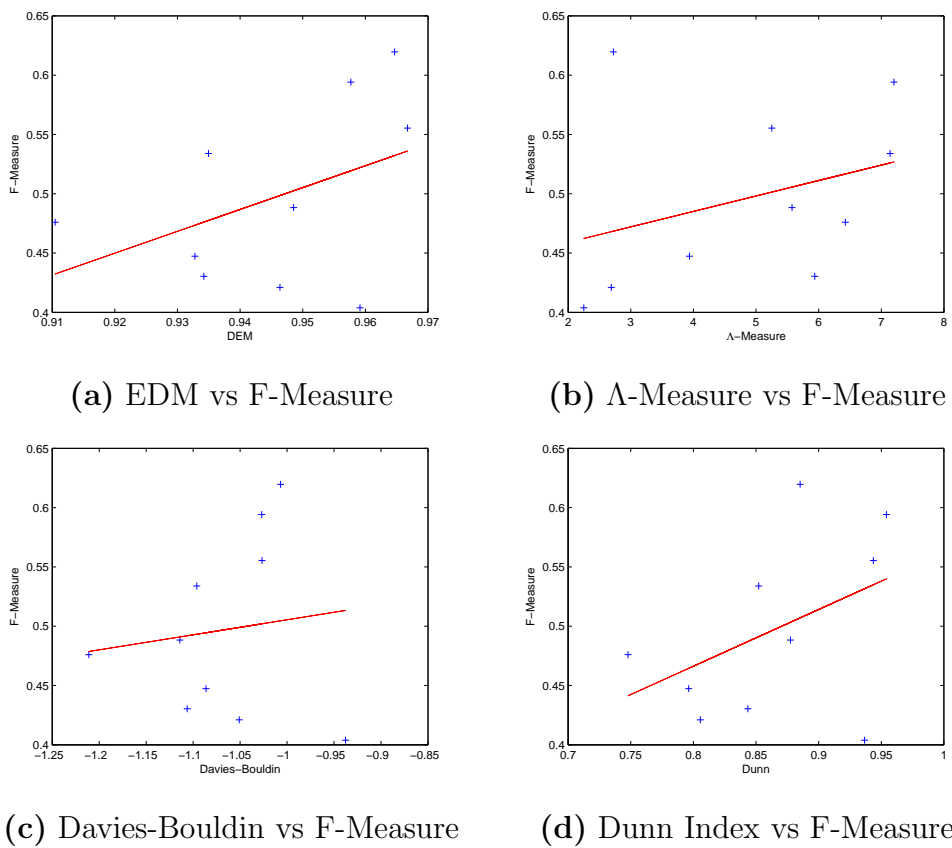 0.65
0.6
0.55
0.5
0.45
0.4
F−Measure
0.91 0.92 0.93 0.94 0.95 0.96 0.97
DEM
(a) EDM vs F-Measure
0.65
0.6
0.55
0.5
0.45
0.4
F−Measure
2 3 4 5 6 7 8
Λ−Measure
(b) Λ-Measure vs F-Measure
0.65
0.6
0.55
0.5
0.45
0.4
F−Measure
−1.25 −1.2 −1.15 −1.1 −1.05 −1 −0.95 −0.9 −0.85
Davies−Bouldin
(c) Davies-Bouldin vs F-Measure
0.65
0.6
0.55
0.5
0.45
0.4
F−Measure
0.7 0.75 0.8 0.85 0.9 0.95 1
Dunn
(d) Dunn Index vs F-Measure